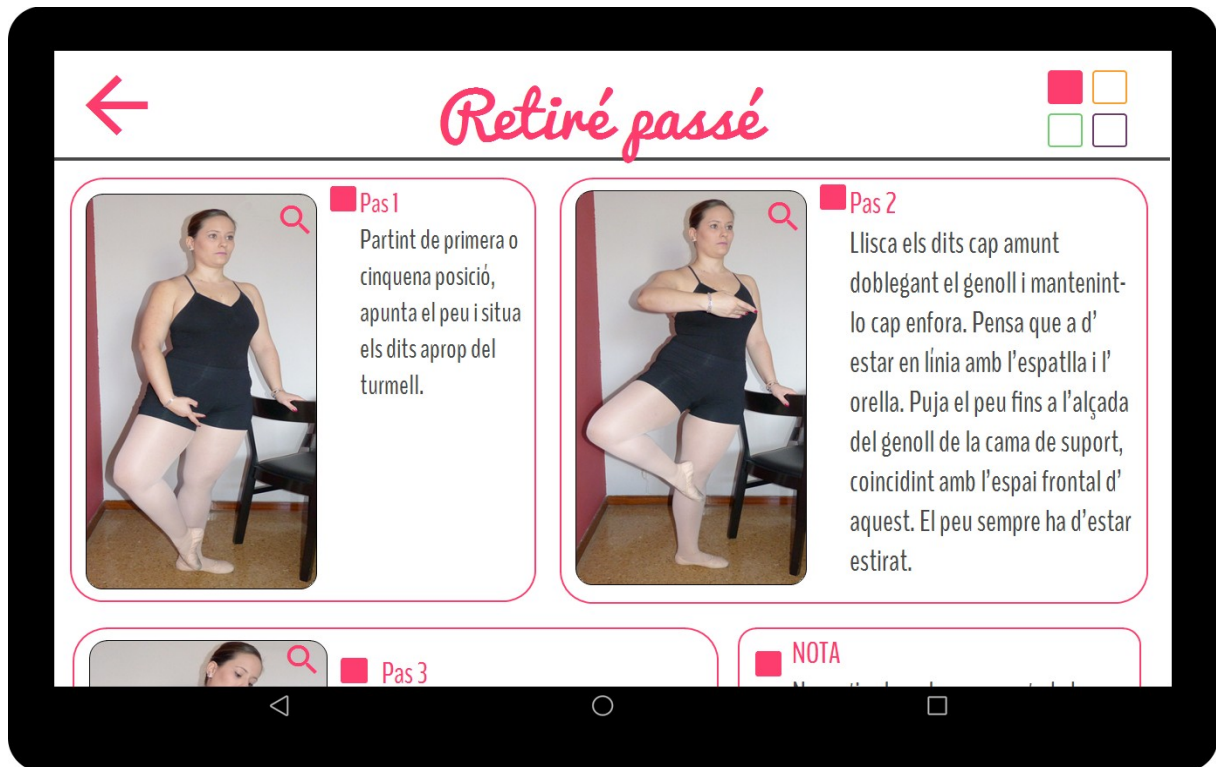 Retiré passé
Pas 1
Partint de primera o
cinquena posició,
apunta el peu i situa
els dits aprop del
turmell.
Pas 2
Llisca els dits cap amunt
doblegant el genoll i mantenint-
lo cap enfora. Pensa que a d’
estar en línia amb l’espatlla i l’
orella. Puja el peu fins a l’alçada
del genoll de la cama de suport,
coincidint amb l’espai frontal d’
aquest. El peu sempre ha d’estar
estirat.
Pas 3
NOTA